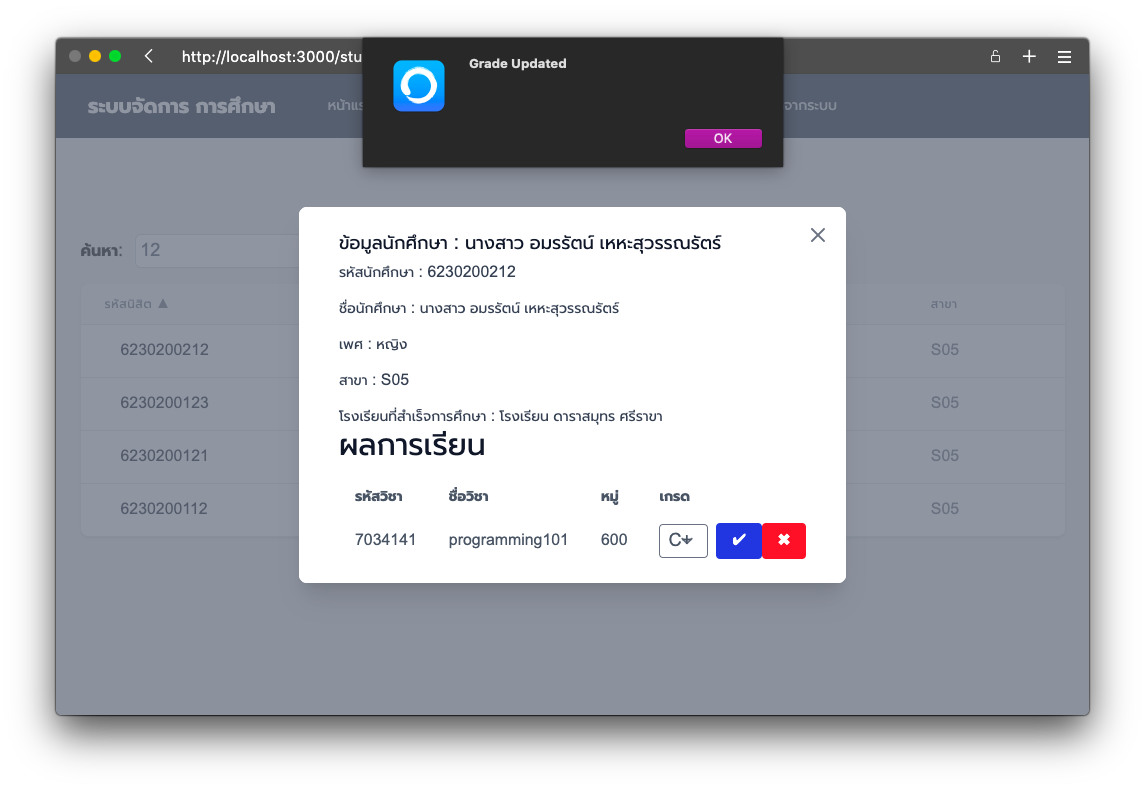 http://localhost:3000/stu
Grade Updated
OK
ระบบจัดการ การศึกษา
หน้าแร
จากระบบ
ค้นหา: 12
รหัสนิสิต ▲ สาขา
6230200212 S05
6230200123 S05
6230200121 S05
6230200112 S05
ข้อมูลนักศึกษา : นางสาว อมรรัตน์ เหหะสุวรรณรัตร์
รหัสนักศึกษา : 6230200212
ชื่อนักศึกษา : นางสาว อมรรัตน์ เหหะสุวรรณรัตร์
เพศ : หญิง
สาขา : S05
โรงเรียนที่สำเร็จการศึกษา : โรงเรียน ดาราสมุทร ศรีราขา
ผลการเรียน
รหัสวิชา ชื่อวิชา หมู่ เกรด
7034141 programming101 600 C